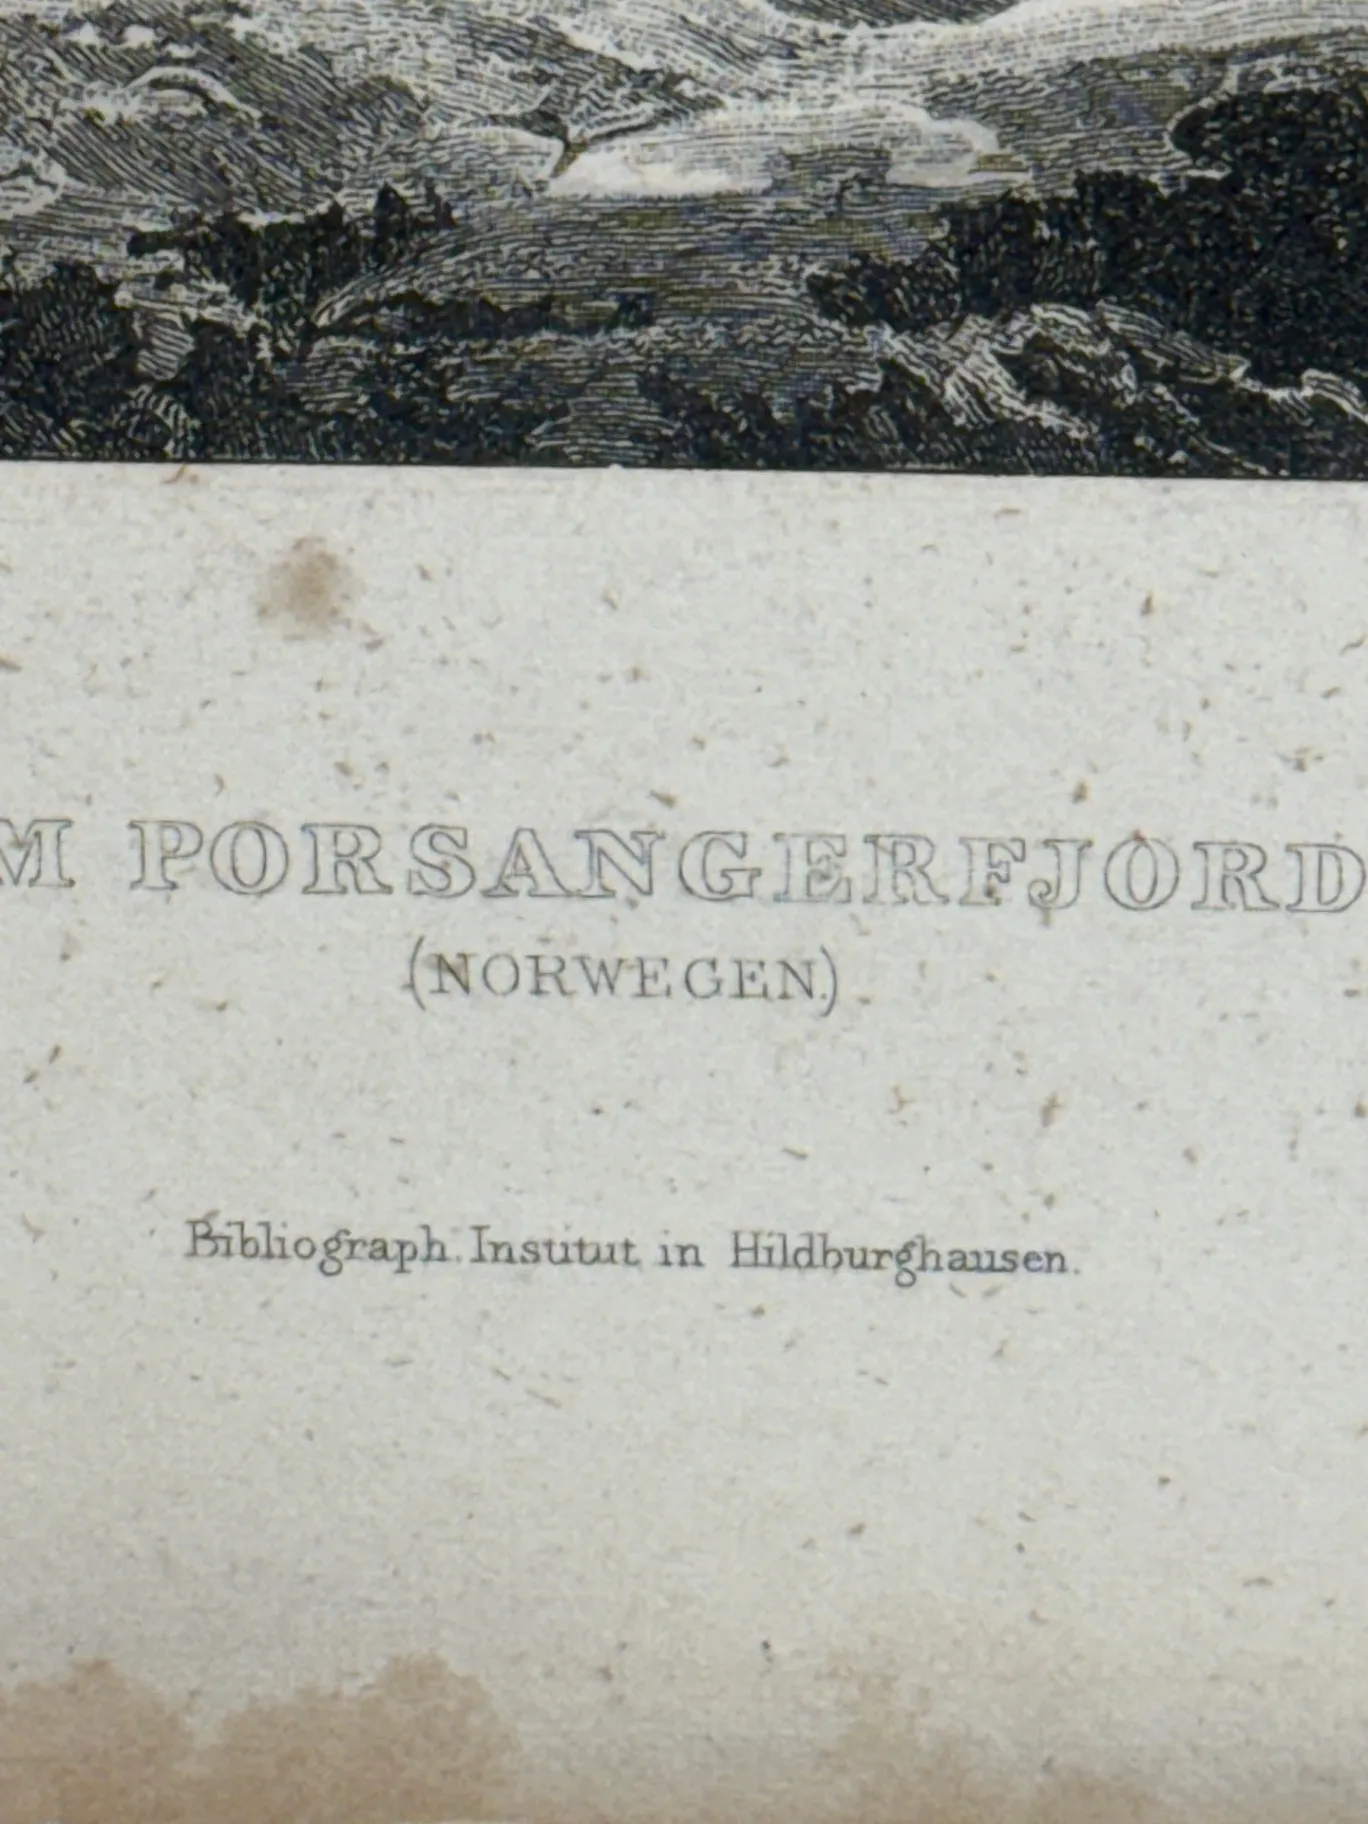 M PORSANGERFJORD
(NORWEGEN.)
Bibliograph. Institut in Hildburghausen.